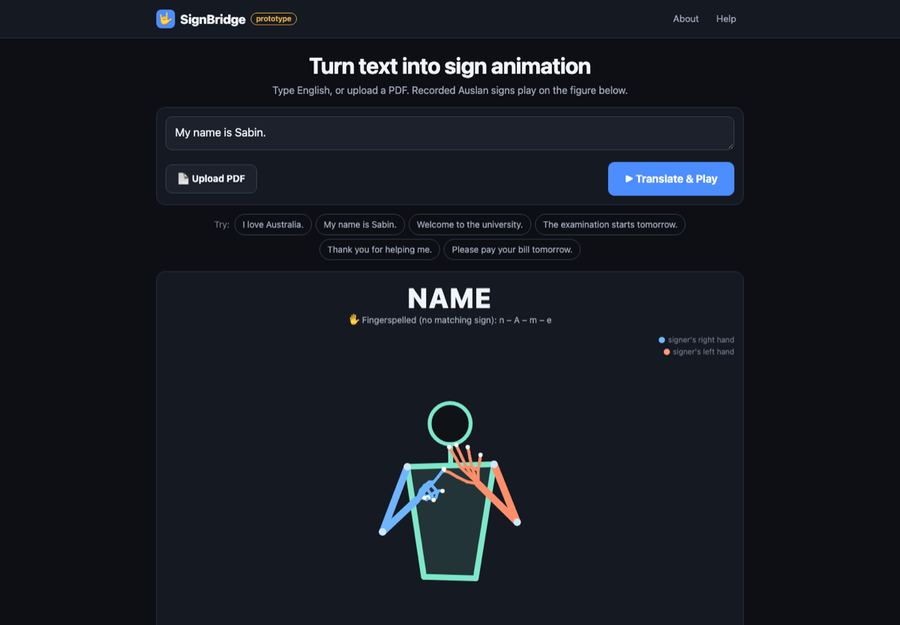 SignBridge prototype About Help
Turn text into sign animation
Type English, or upload a PDF. Recorded Auslan signs play on the figure below.
My name is Sabin.
Upload PDF
Translate & Play
Try: I love Australia. My name is Sabin. Welcome to the university. The examination starts tomorrow.
Thank you for helping me. Please pay your bill tomorrow.
NAME
Fingerspelled (no matching sign): n – A – m – e
signer's right hand
signer's left hand